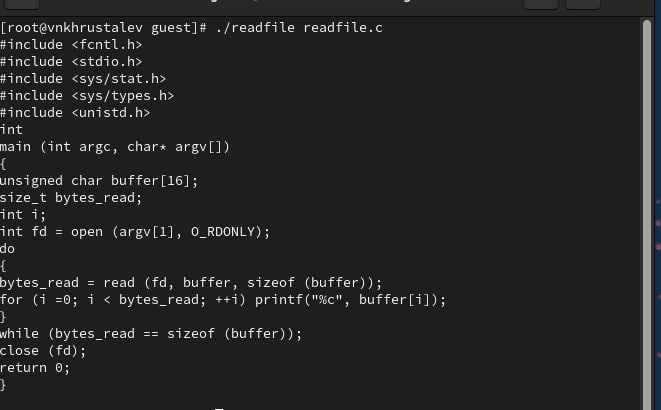 [root@vnkhrustalev guest]# ./readfile readfile.c
#include <fcntl.h>
#include <stdio.h>
#include <sys/stat.h>
#include <sys/types.h>
#include <unistd.h>
int
main (int argc, char* argv[])
{
unsigned char buffer[16];
size_t bytes_read;
int i;
int fd = open (argv[1], O_RDONLY);
do
{
bytes_read = read (fd, buffer, sizeof (buffer));
for (i =0; i < bytes_read; ++i) printf("%c", buffer[i]);
}
while (bytes_read == sizeof (buffer));
close (fd);
return 0;
}